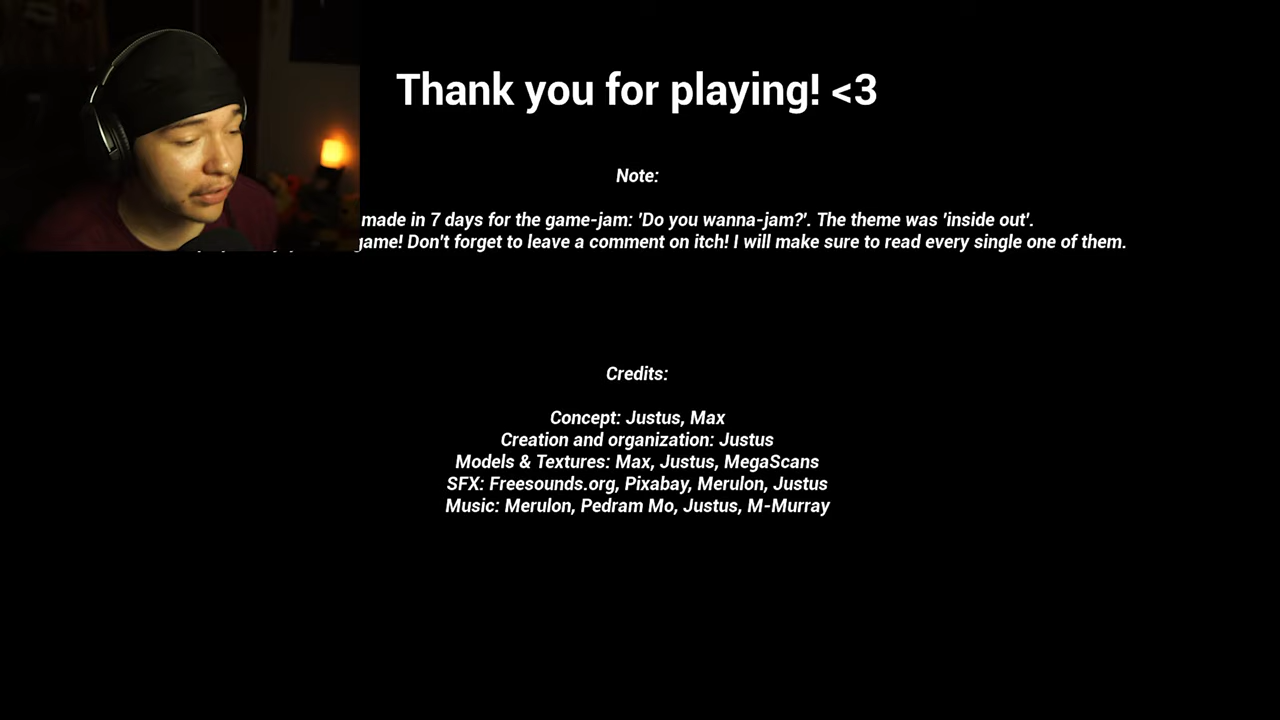 Thank you for playing! <3
Note:
made in 7 days for the game-jam: 'Do you wanna-jam?'. The theme was 'inside out'.
game! Don't forget to leave a comment on itch! I will make sure to read every single one of them.
Credits:
Concept: Justus, Max
Creation and organization: Justus
Models & Textures: Max, Justus, MegaScans
SFX: Freesounds.org, Pixabay, Merulon, Justus
Music: Merulon, Pedram Mo, Justus, M-Murray